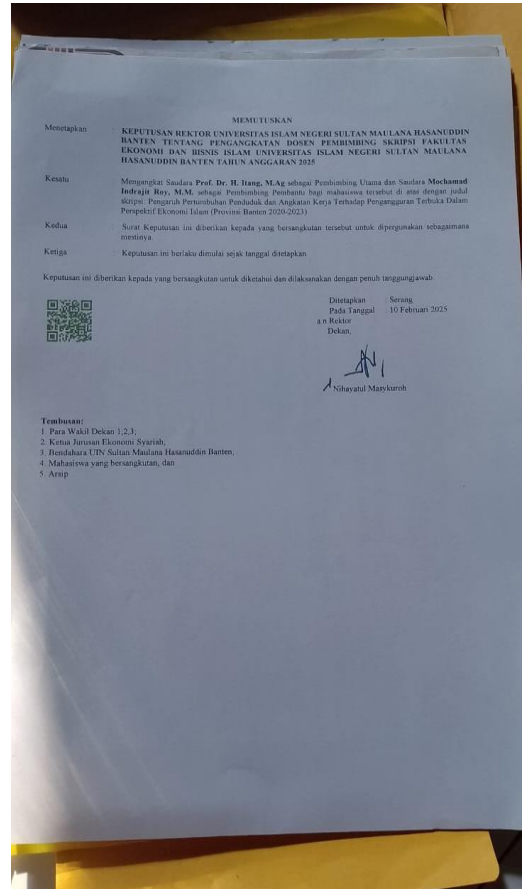 MEMUTUSKAN
Menetapkan : KEPUTUSAN REKTOR UNIVERSITAS ISLAM NEGERI SULTAN MAULANA HASANUDDIN
BANTEN TENTANG PENGANGKATAN DOSEN PEMBIMBING SKRIPSI FAKULTAS
EKONOMI DAN BISNIS ISLAM UNIVERSITAS ISLAM NEGERI SULTAN MAULANA
HASANUDDIN BANTEN TAHUN ANGGARAN 2025
Kesatu : Mengangkat Saudara Prof. Dr. H. Itang, M.Ag sebagai Pembimbing Utama dan Saudara Mochamad
Indrajit Roy, M.M. sebagai Pembimbing Pembantu bagi mahasiswa tersebut di atas dengan judul
skripsi: Pengaruh Pertumbuhan Penduduk dan Angkatan Kerja Terhadap Pengangguran Terbuka Dalam
Perspektif Ekonomi Islam (Provinsi Banten 2020-2023)
Kedua : Surat Keputusan ini diberikan kepada yang bersangkutan tersebut untuk dipergunakan sebagaimana
mestinya.
Ketiga : Keputusan ini berlaku dimulai sejak tanggal ditetapkan
Keputusan ini diberikan kepada yang bersangkutan untuk diketahui dan dilaksanakan dengan penuh tanggungjawab
Ditetapkan : Serang
Pada Tanggal : 10 Februari 2025
a.n Rektor
Dekan,
Nihayatul Masykuroh
Tembusan:
1. Para Wakil Dekan 1,2,3;
2. Ketua Jurusan Ekonomi Syariah;
3. Bendahara UIN Sultan Maulana Hasanuddin Banten;
4. Mahasiswa yang bersangkutan, dan
5. Arsip